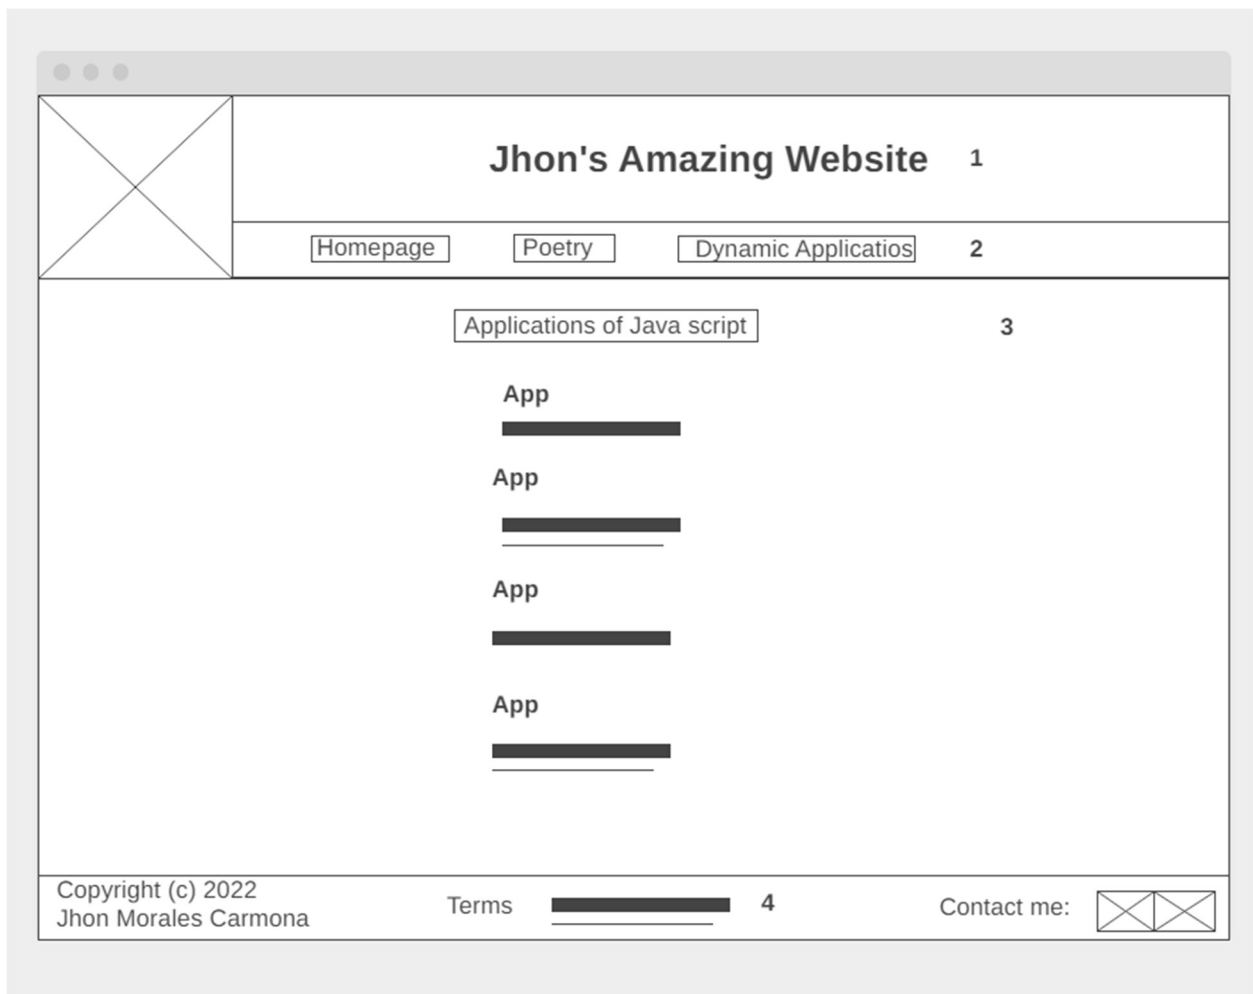 Jhon's Amazing Website 1
Homepage Poetry Dynamic Applicatios 2
Applications of Java script 3
App
App
App
App
Copyright (c) 2022
Jhon Morales Carmona
Terms 4
Contact me: